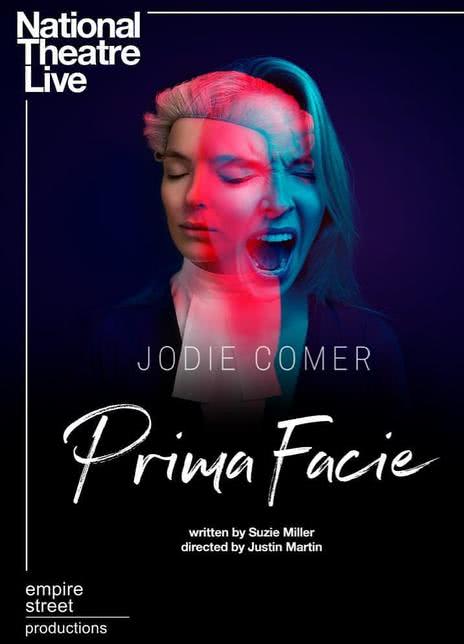 National
Theatre
Live
JODIE COMER
Prima Facie
written by Suzie Miller
directed by Justin Martin
empire
street
productions